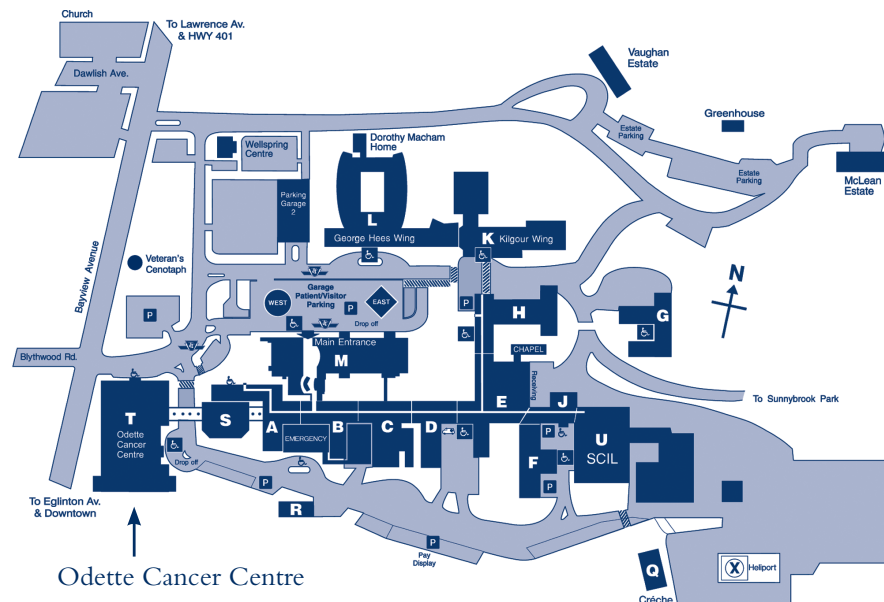 Church
To Lawrence Av.
& HWY 401
Dawlish Ave.
Vaughan
Estate
Greenhouse
Estate
Parking
Wellspring
Centre
Dorothy Macham
Home
Estate
Parking
McLean
Estate
Parking
Garage
2
L
George Hees Wing
K Kilgour Wing
Veteran's
Cenotaph
Bayview Avenue
N
Garage
Patient/Visitor
Parking
WEST
EAST
P
P
P
Drop off
H
G
Main Entrance
M
CHAPEL
Blythwood Rd.
Receiving
E
J
To Sunnybrook Park
T
Odette
Cancer
Centre
S
A
EMERGENCY
B
C
D
P
U
SCIL
F
Drop off
P
P
R
To Eglinton Av.
& Downtown
P
Pay
Display
Q
X
Heliport
Créche
Odette Cancer Centre